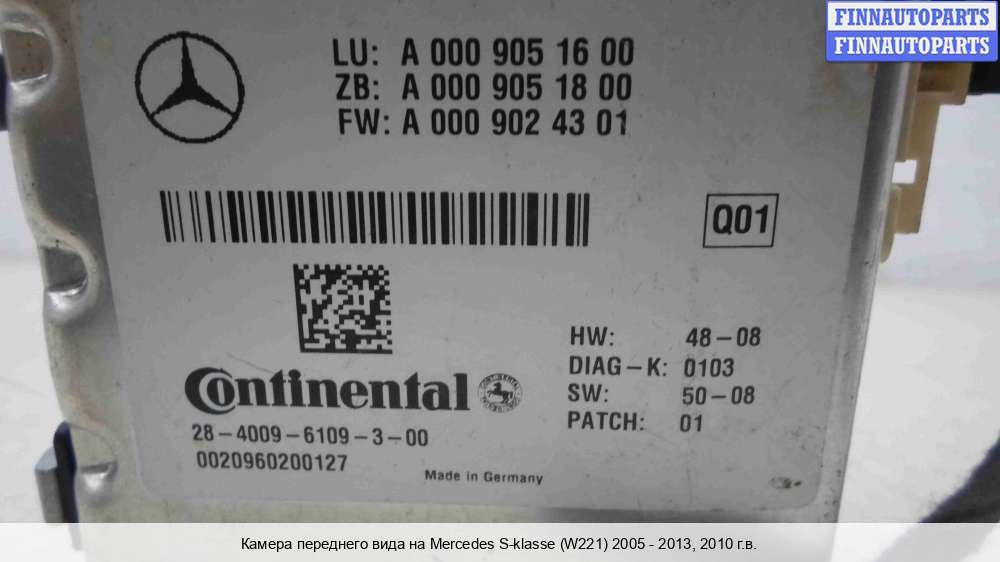 FINNAUTOPARTS
FINNAUTOPARTS
LU: A 000 905 16 00
ZB: A 000 905 18 00
FW: A 000 902 43 01
Q01
HW: 48-08
DIAG-K: 0103
SW: 50-08
PATCH: 01
Continental
28-4009-6109-3-00
0020960200127
Made in Germany
Камера переднего вида на Mercedes S-klasse (W221) 2005 - 2013, 2010 г.в.